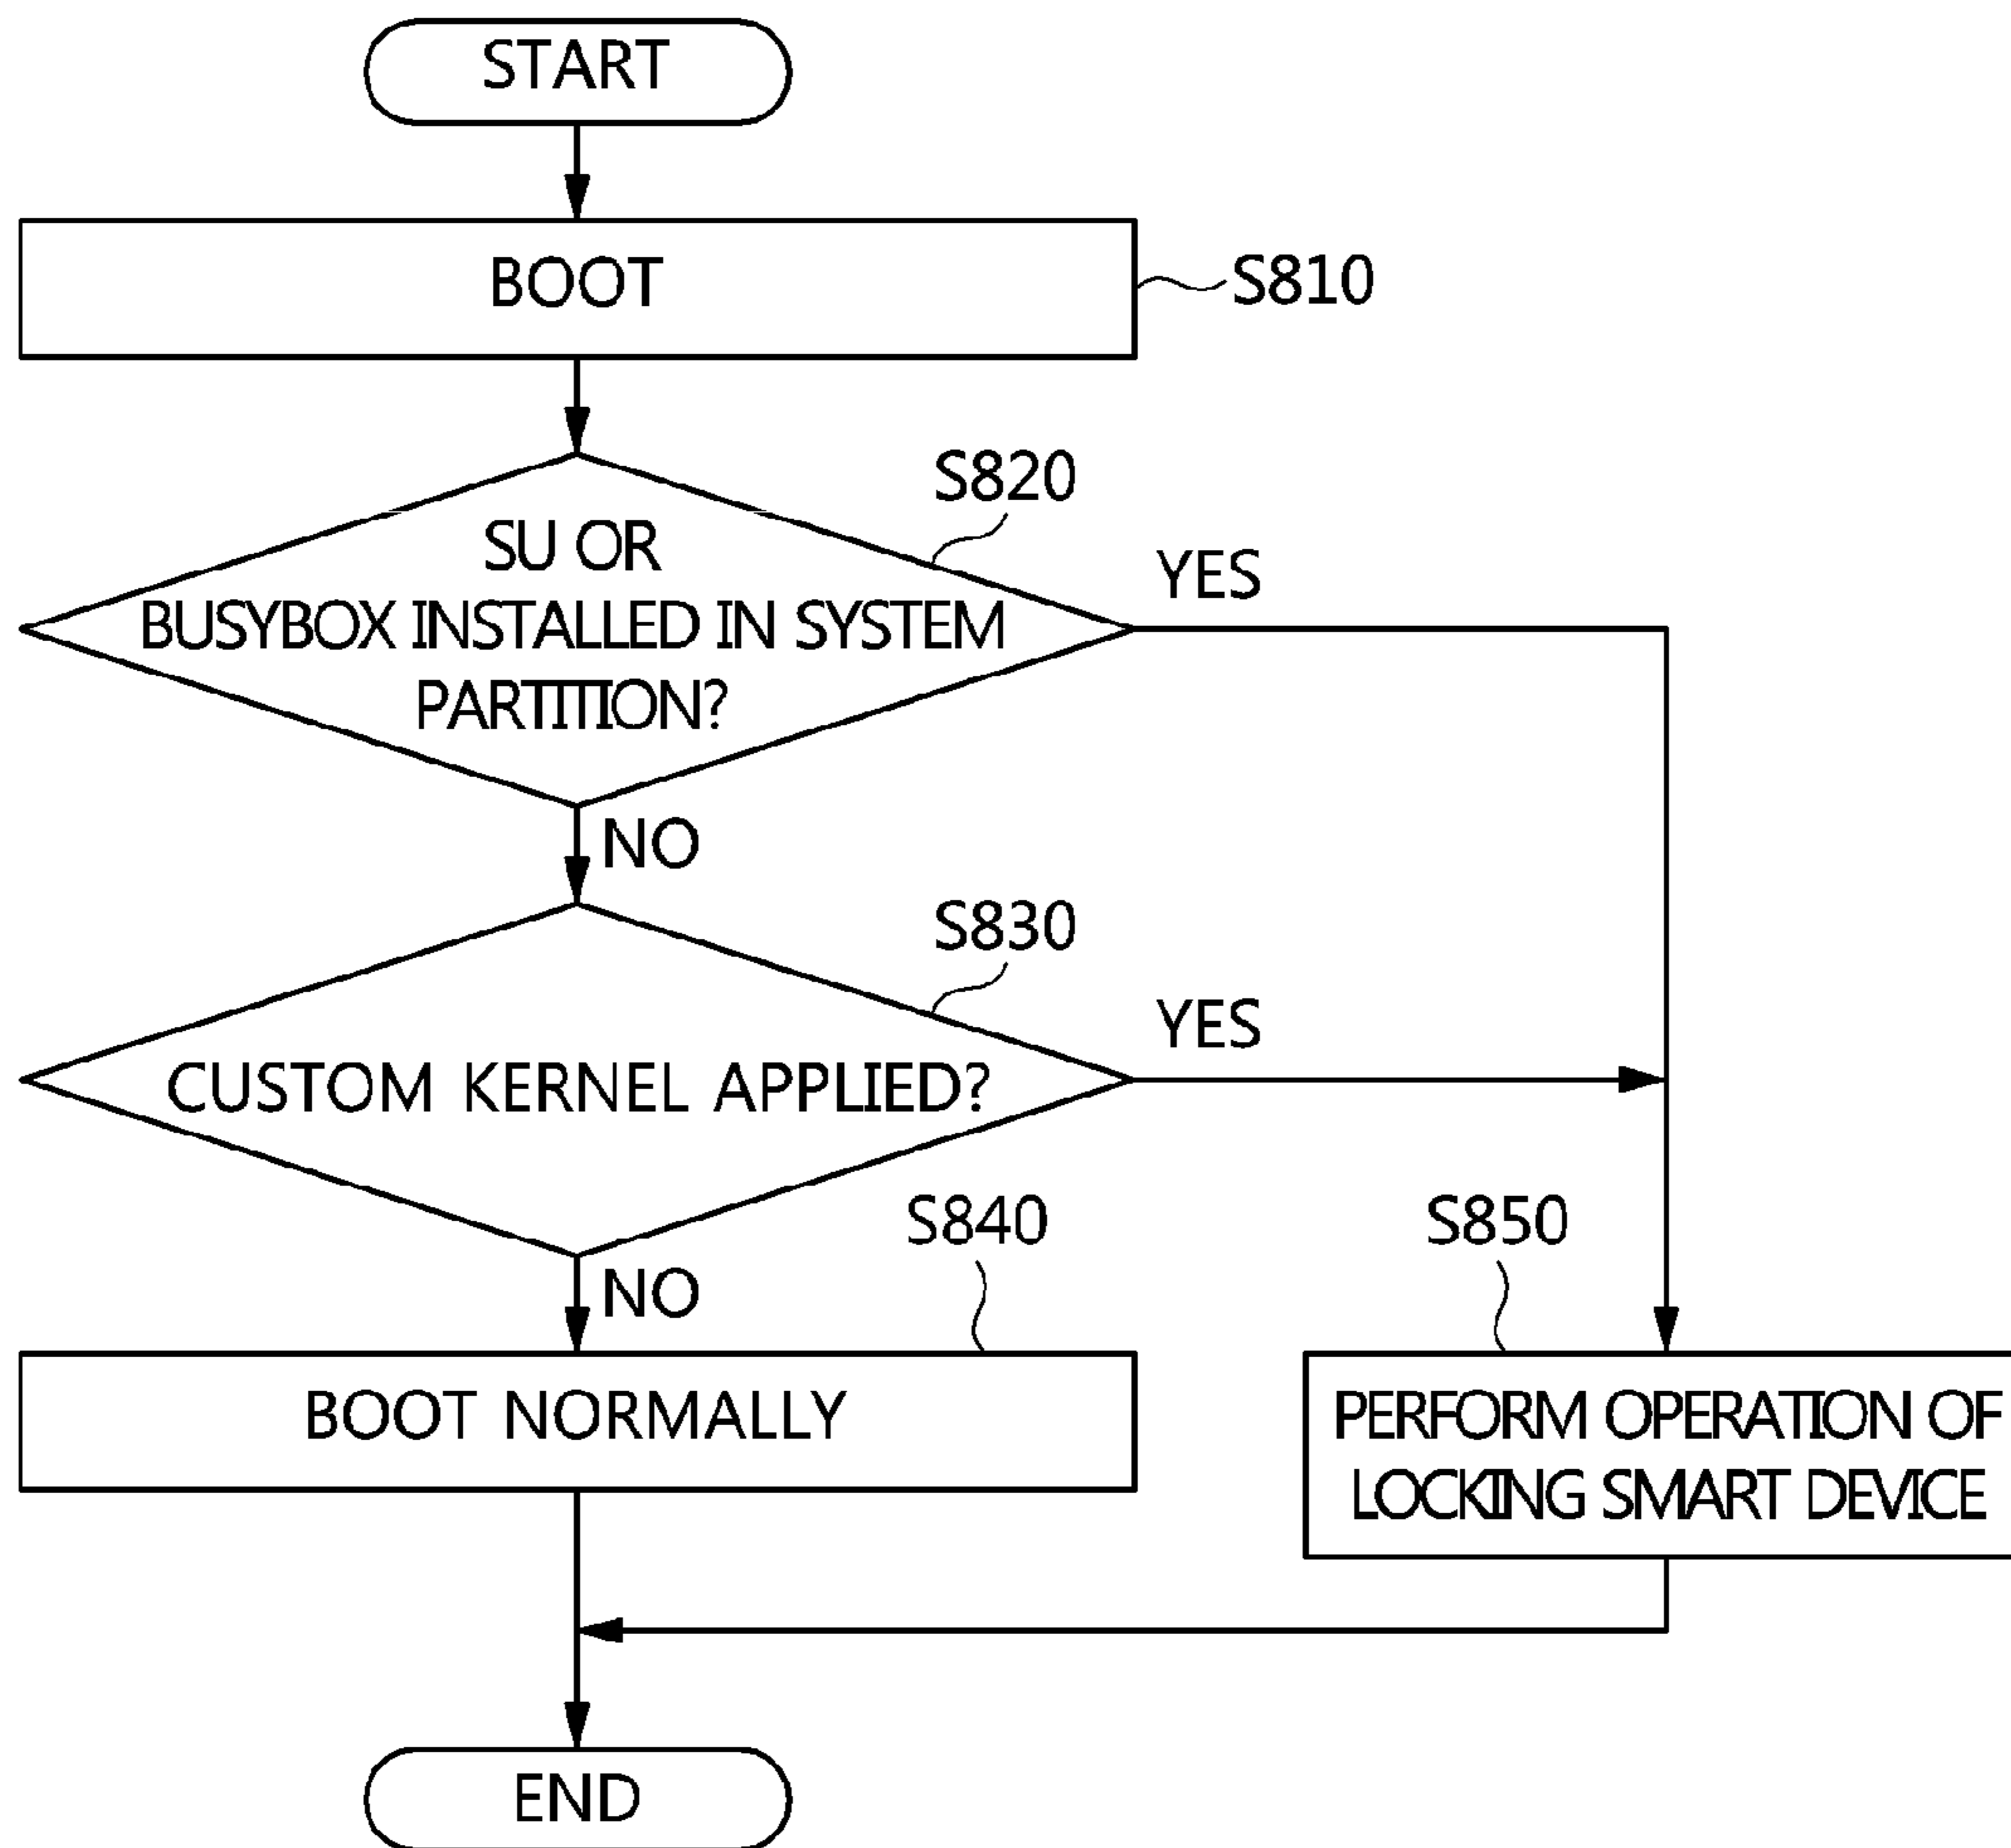 START
BOOT
S810
S820
SU OR
BUSYBOX INSTALLED IN SYSTEM
PARTITION?
YES
NO
S830
CUSTOM KERNEL APPLIED?
YES
NO
S840
BOOT NORMALLY
S850
PERFORM OPERATION OF
LOCKING SMART DEVICE
END